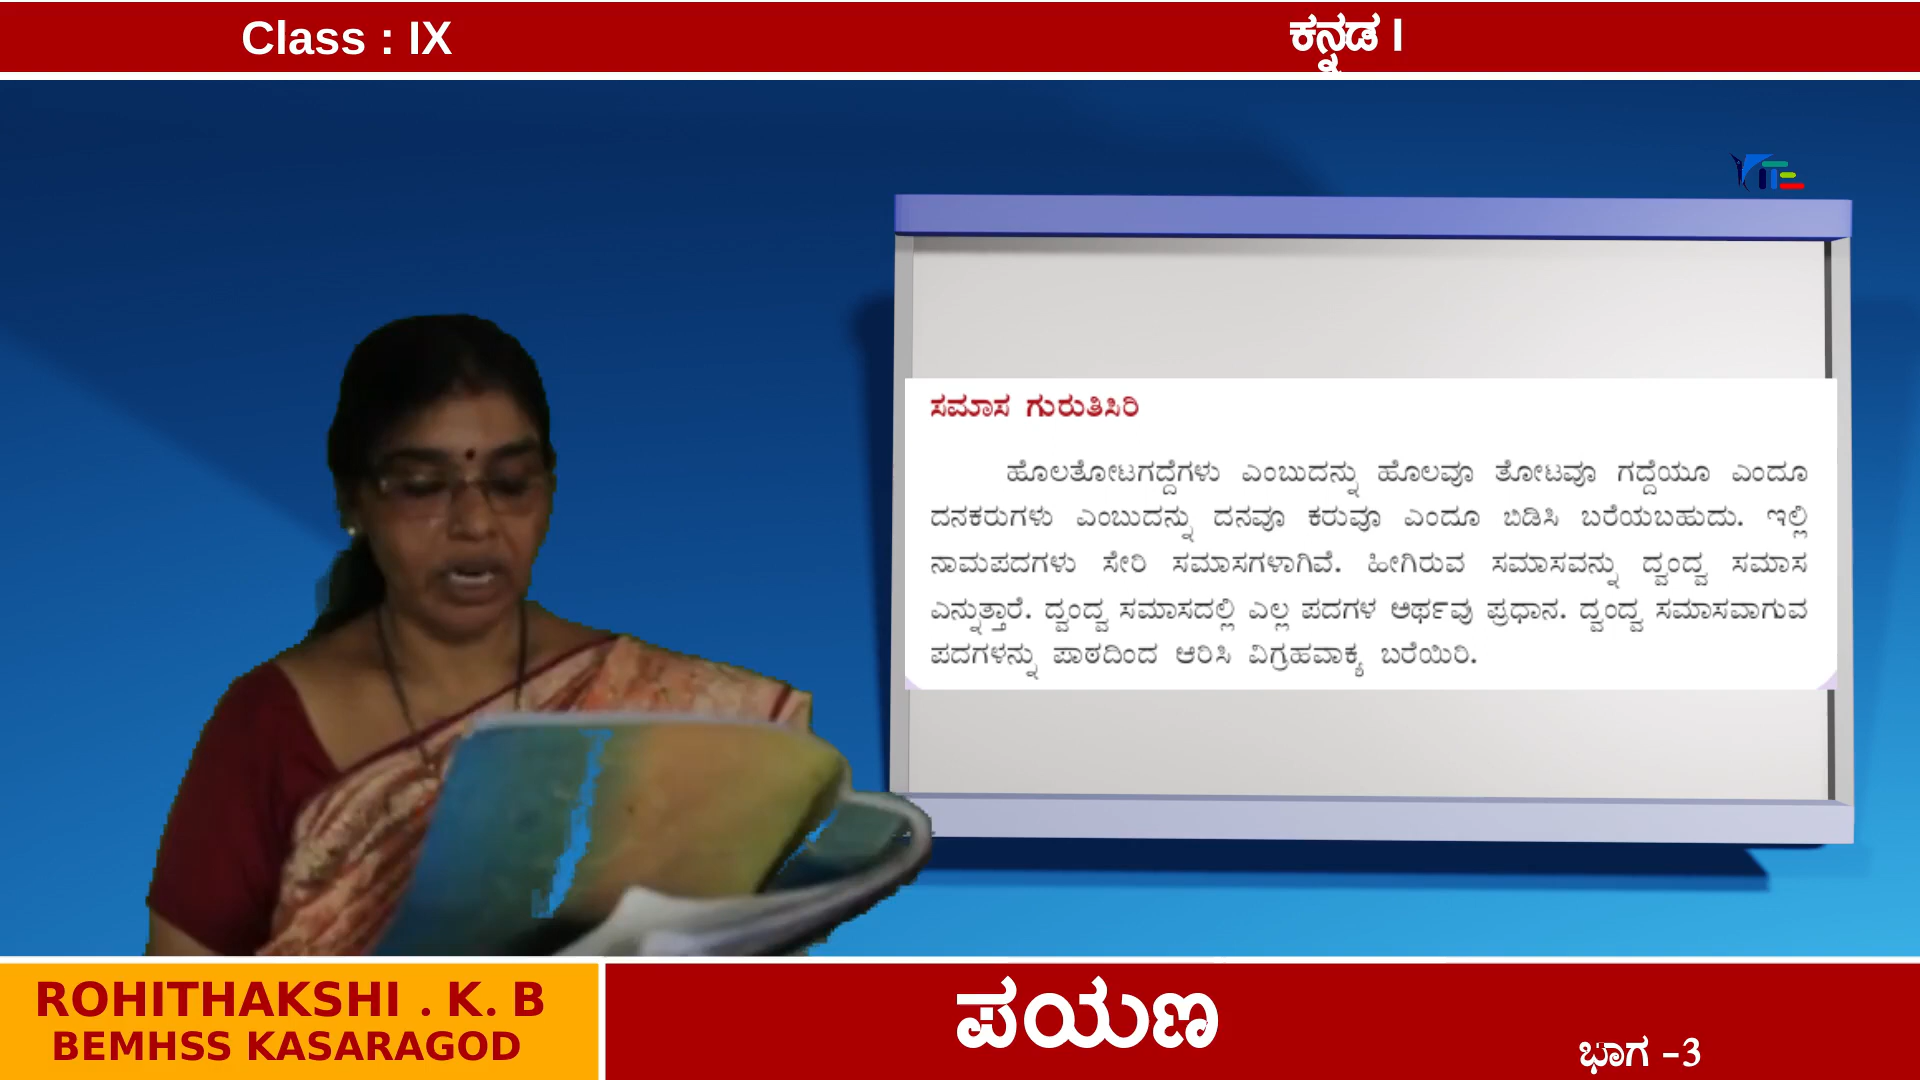 Class : IX
ಕನ್ನಡ I
ಸಮಾಸ ಗುರುತಿಸಿರಿ
ಹೊಲತೋಟಗದ್ದೆಗಳು ಎಂಬುದನ್ನು ಹೊಲವೂ ತೋಟವೂ ಗದ್ದೆಯೂ ಎಂದೂ
ದನಕರುಗಳು ಎಂಬುದನ್ನು ದನವೂ ಕರುವೂ ಎಂದೂ ಬಿಡಿಸಿ ಬರೆಯಬಹುದು. ಇಲ್ಲಿ
ನಾಮಪದಗಳು ಸೇರಿ ಸಮಾಸಗಳಾಗಿವೆ. ಹೀಗಿರುವ ಸಮಾಸವನ್ನು ದ್ವಂದ್ವ ಸಮಾಸ
ಎನ್ನುತ್ತಾರೆ. ದ್ವಂದ್ವ ಸಮಾಸದಲ್ಲಿ ಎಲ್ಲ ಪದಗಳ ಅರ್ಥವು ಪ್ರಧಾನ. ದ್ವಂದ್ವ ಸಮಾಸವಾಗುವ
ಪದಗಳನ್ನು ಪಾಠದಿಂದ ಆರಿಸಿ ವಿಗ್ರಹವಾಕ್ಯ ಬರೆಯಿರಿ.
ROHITHAKSHI . K. B
BEMHSS KASARAGOD
ಪಯಣ
ಭಾಗ -3